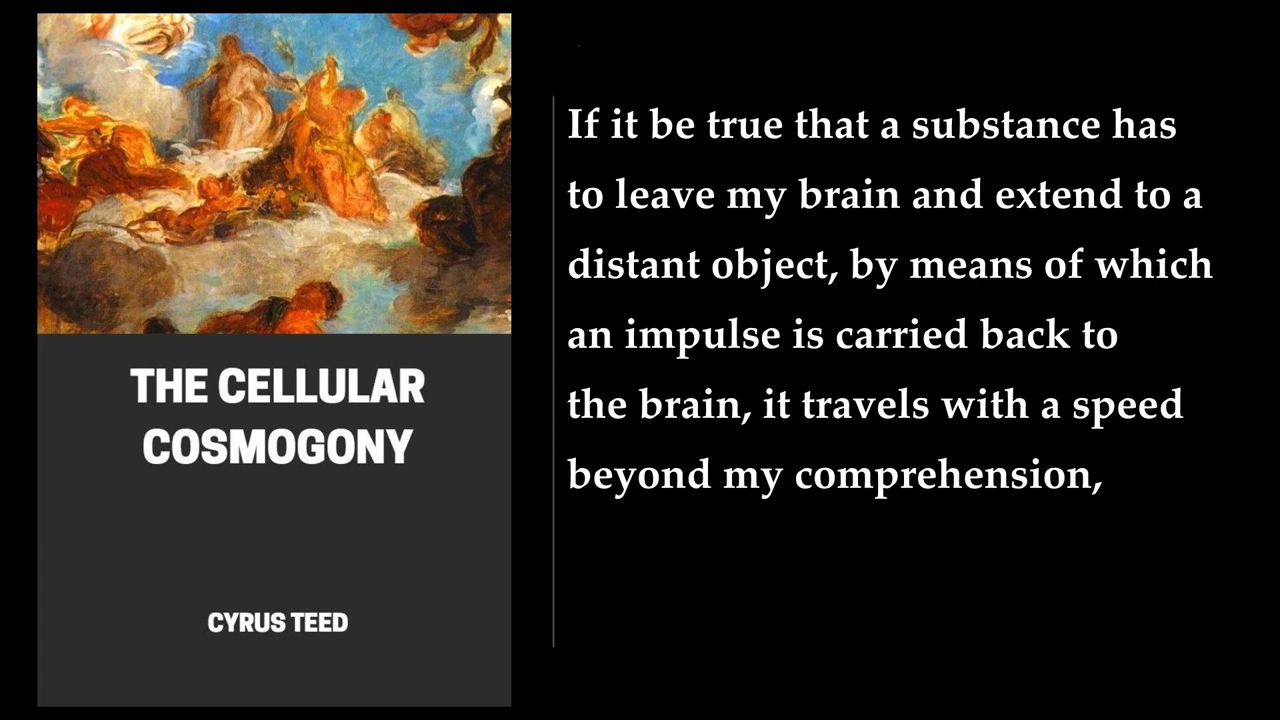 THE CELLULAR
COSMOGONY
CYRUS TEED
If it be true that a substance has
to leave my brain and extend to a
distant object, by means of which
an impulse is carried back to
the brain, it travels with a speed
beyond my comprehension,